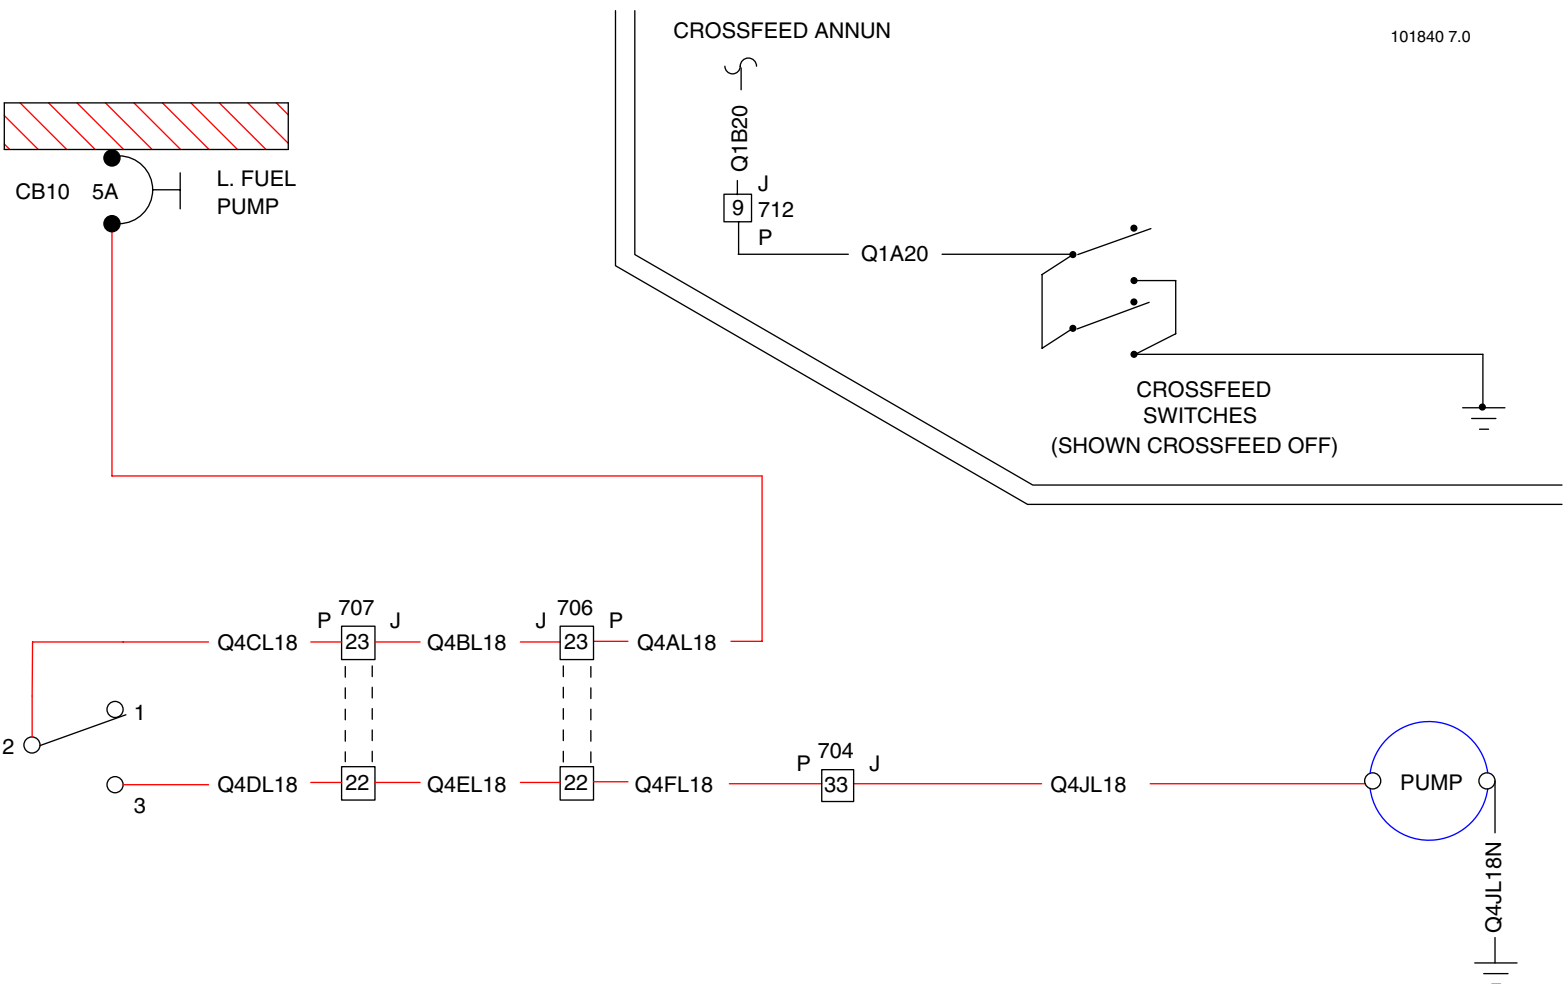 CROSSFEED ANNUN
101840 7.0
Q1B20
CB10 5A
L. FUEL
PUMP
J
9 712
P
Q1A20
CROSSFEED
SWITCHES
(SHOWN CROSSFEED OFF)
707
706
P J J P
Q4CL18 23 Q4BL18 23 Q4AL18
1
2
3
Q4DL18 22 Q4EL18 22 Q4FL18
704
P J
33
Q4JL18
PUMP
Q4JL18N